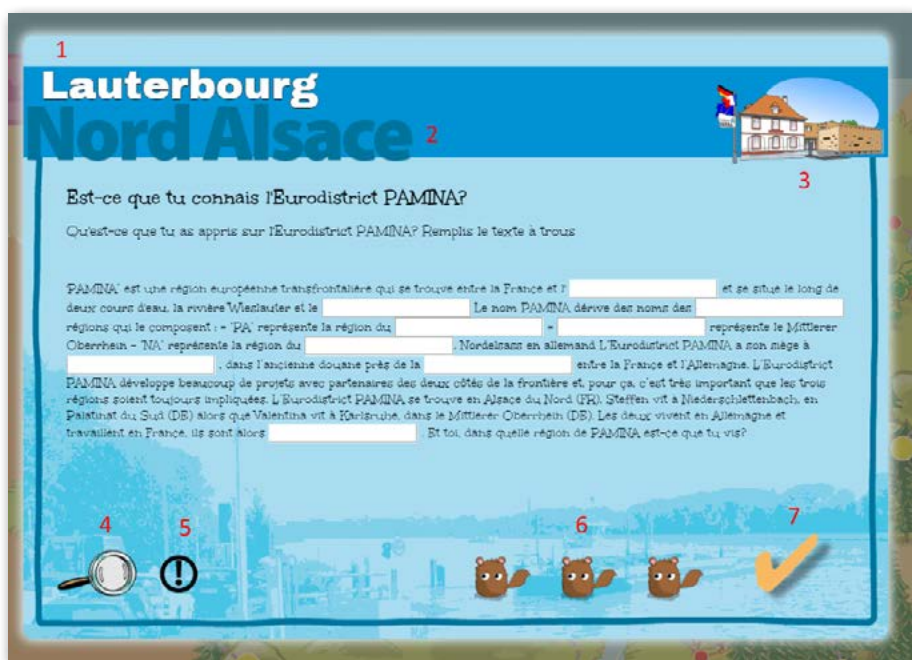 1
Lauterbourg
Nord Alsace 2
3
Est-ce que tu connais l'Eurodistrict PAMINA?
Qu'est-ce que tu as appris sur l'Eurodistrict PAMINA? Remplis le texte à trous
"PAMINA" est une région européenne transfrontalière qui se trouve entre la France et l' et se situe le long de
deux cours d'eau, la rivière Wieslauter et le Le nom PAMINA dérive des noms des
régions qui le composent : - "PA" représente la région du - représente le Mittlerer
Oberrhein - "NA" représente la région du , Nordelsass en allemand L'Eurodistrict PAMINA a son siège à
, dans l'ancienne douane près de la entre la France et l'Allemagne. L'Eurodistrict
PAMINA développe beaucoup de projets avec partenaires des deux côtés de la frontière et, pour ça, c'est très important que les trois
régions soient toujours impliquées. L'Eurodistrict PAMINA se trouve en Alsace du Nord (FR). Steffen vit à Niederschlettenbach, en
Palatinat du Sud (DE) alors que Valentina vit à Karlsruhe, dans le Mittlerer Oberrhein (DE). Les deux vivent en Allemagne et
travaillent en France, ils sont alors . Et toi, dans quelle région de PAMINA est-ce que tu vis?
4 5 6 7